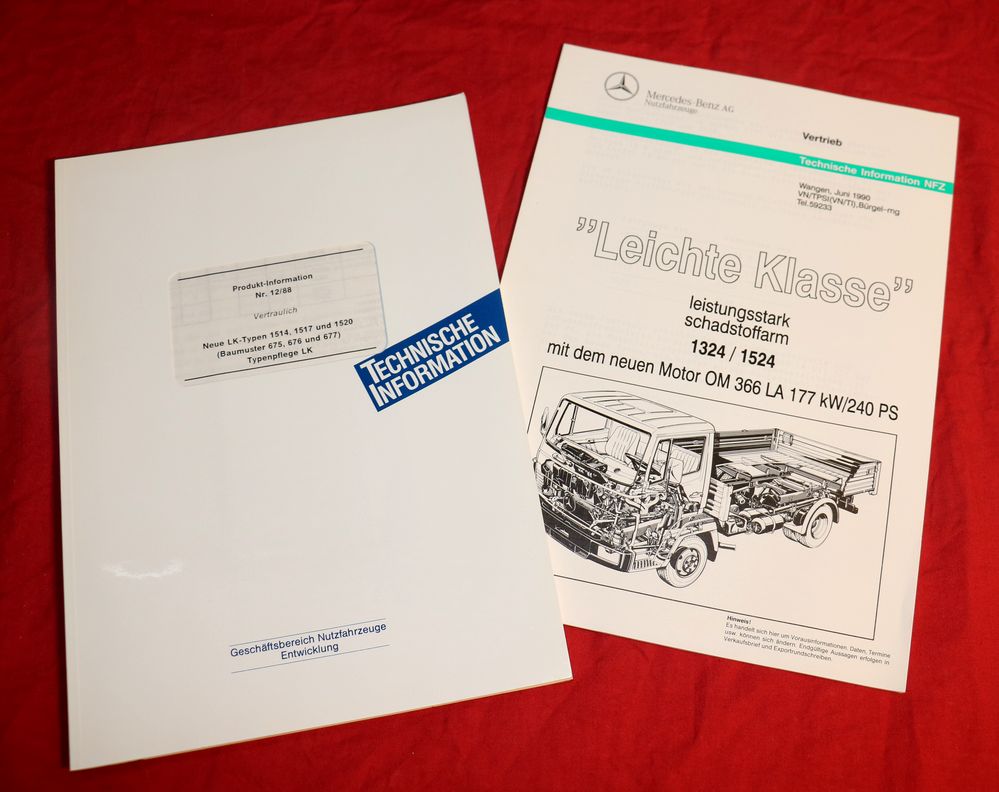 Produkt-Information
Nr. 12/88
Vertraulich
Neue LK-Typen 1514, 1517 und 1520
(Baumuster 675, 676 und 677)
Typenpflege LK
TECHNISCHE
INFORMATION
Geschäftsbereich Nutzfahrzeuge
Entwicklung
Mercedes-Benz AG
Nutzfahrzeuge
Vertrieb
Technische Information NFZ
Wangen, Juni 1990
VN/TPSI(VN/TI),Bürgel-mg
Tel.59233
"Leichte Klasse"
leistungsstark
schadstoffarm
1324 / 1524
mit dem neuen Motor OM 366 LA 177 kW/240 PS
Hinweis!
Es handelt sich hier um Vorausinformationen, Daten, Termine
usw. können sich ändern. Endgültige Aussagen erfolgen in
Verkaufsbrief und Exportrundschreiben.